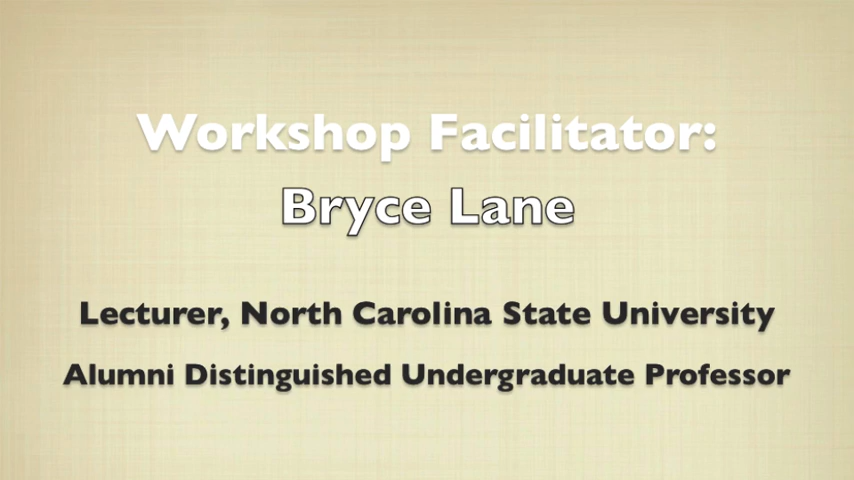 Workshop Facilitator:
Bryce Lane
Lecturer, North Carolina State University
Alumni Distinguished Undergraduate Professor